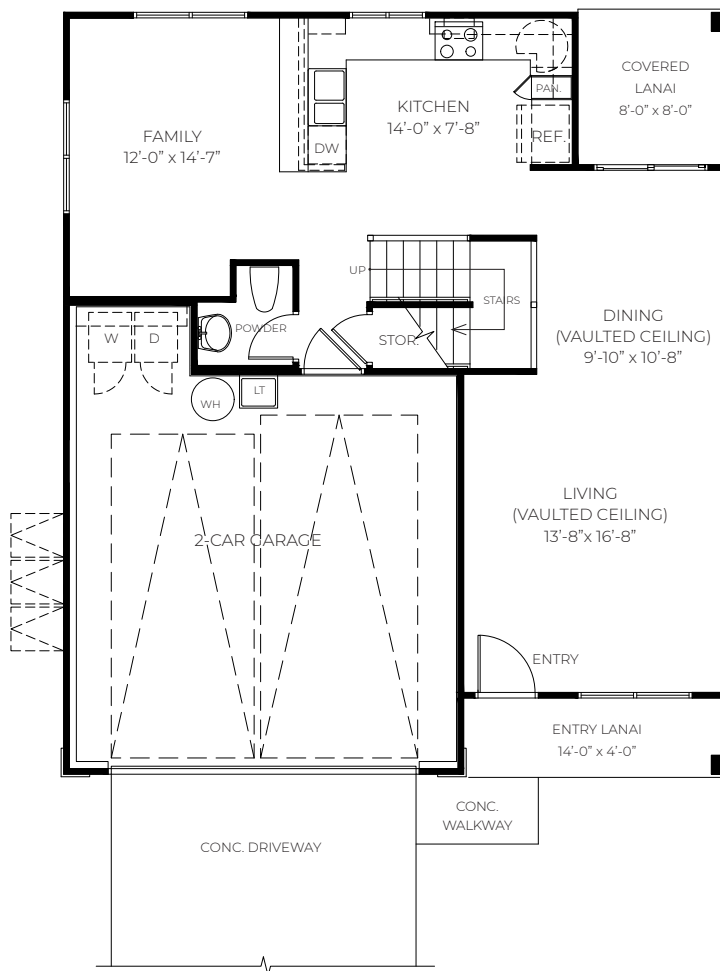 COVERED
LANAI
8'-0" x 8'-0"
PAN.
KITCHEN
14'-0" x 7'-8"
FAMILY
12'-0" x 14'-7"
REF.
DW
UP
STAIRS
DINING
(VAULTED CEILING)
9'-10" x 10'-8"
POWDER
W
D
STOR.
LT
WH
LIVING
(VAULTED CEILING)
13'-8"x 16'-8"
2-CAR GARAGE
ENTRY
ENTRY LANAI
14'-0" x 4'-0"
CONC.
WALKWAY
CONC. DRIVEWAY